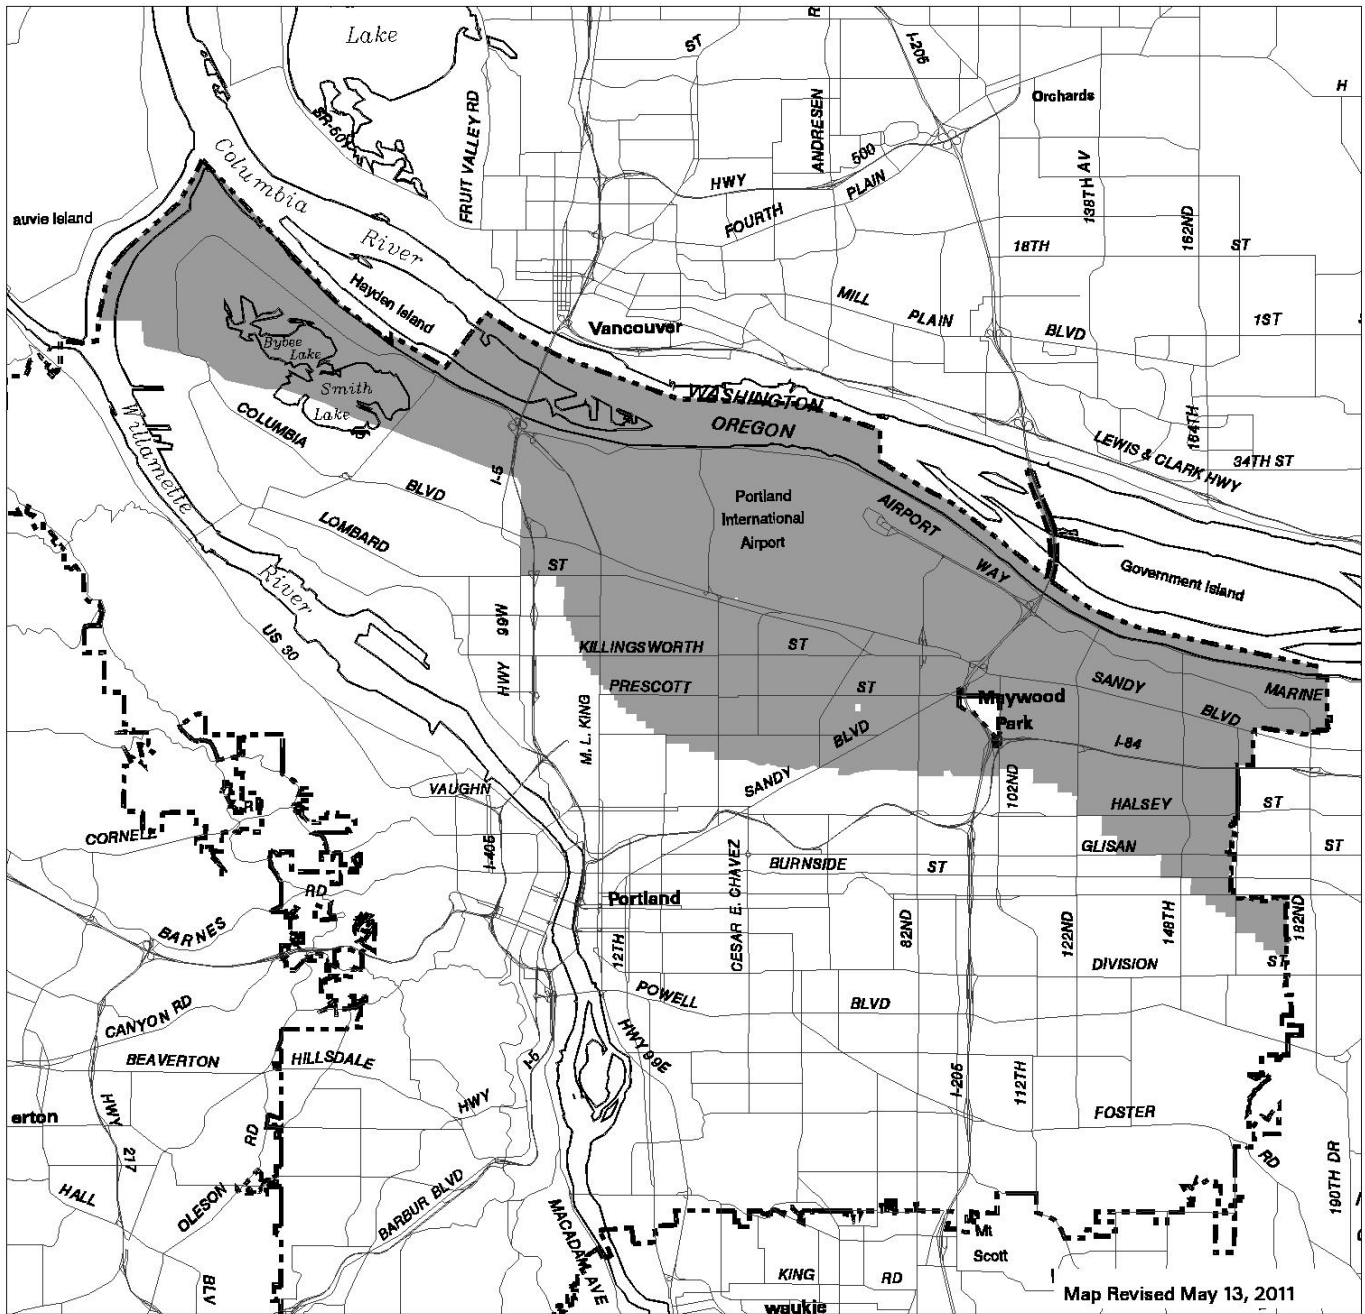 Lake
ST
R
I-205
Orchards
H
SR-501
FRUIT VALLEY RD
ANDRESEN
500
HWY
PLAIN
FOURTH
138TH AV
162ND
18TH
ST
Columbia
River
auvie Island
Hayden Island
MILL
PLAIN
BLVD
1ST
Vancouver
Bybee
Lake
Smith
Lake
WASHINGTON
OREGON
164TH
LEWIS & CLARK HWY
34TH ST
COLUMBIA
BLVD
I-5
Willamette
River
LOMBARD
ST
Portland
International
Airport
AIRPORT
WAY
Government Island
US 30
99W
HWY
KILLINGSWORTH
ST
PRESCOTT
ST
M. L. KING
SANDY
BLVD
Maywood
Park
SANDY
BLVD
MARINE
I-84
102ND
VAUGHN
HALSEY
ST
CORNELL
RD
I-405
GLISAN
ST
BURNSIDE
ST
CESAR E. CHAVEZ
Portland
RD
BARNES
12TH
82ND
122ND
148TH
182ND
DIVISION
ST
POWELL
BLVD
CANYON RD
BEAVERTON
HILLSDALE
HWY
I-5
HWY 99E
I-205
112TH
FOSTER
RD
erton
HWY
217
RD
HALL
OLESON
BARBUR BLVD
MACADAM AVE
190TH DR
Mt
Scott
BLV
KING
RD
waukie
Map Revised May 13, 2011